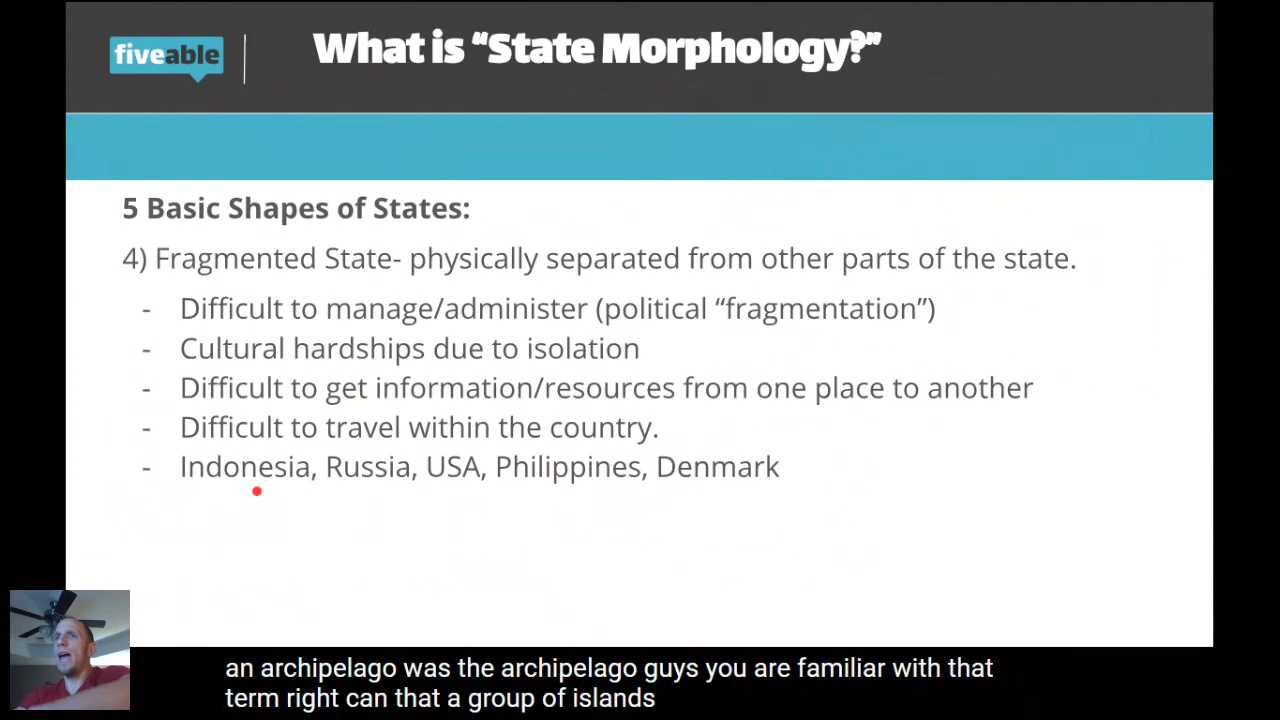 fiveable
What is “State Morphology?”
5 Basic Shapes of States:
4) Fragmented State- physically separated from other parts of the state.
- Difficult to manage/administer (political “fragmentation”)
- Cultural hardships due to isolation
- Difficult to get information/resources from one place to another
- Difficult to travel within the country.
- Indonesia, Russia, USA, Philippines, Denmark
an archipelago was the archipelago guys you are familiar with that
term right can that a group of islands